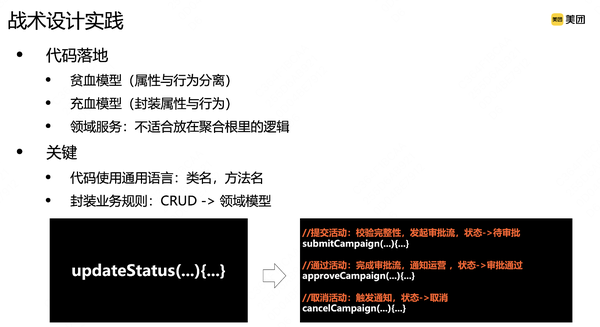 战术设计实践
美团 美团
代码落地
贫血模型（属性与行为分离）
充血模型（封装属性与行为）
领域服务：不适合放在聚合根里的逻辑
关键
代码使用通用语言：类名，方法名
封装业务规则：CRUD -> 领域模型
updateStatus(...){...}
//提交活动：校验完整性，发起审批流，状态->待审批
submitCampaign(...){...}
//通过活动：完成审批流，通知运营 ，状态->审批通过
approveCampaign(...){...}
//取消活动：触发通知，状态->取消
cancelCampaign(...){...}